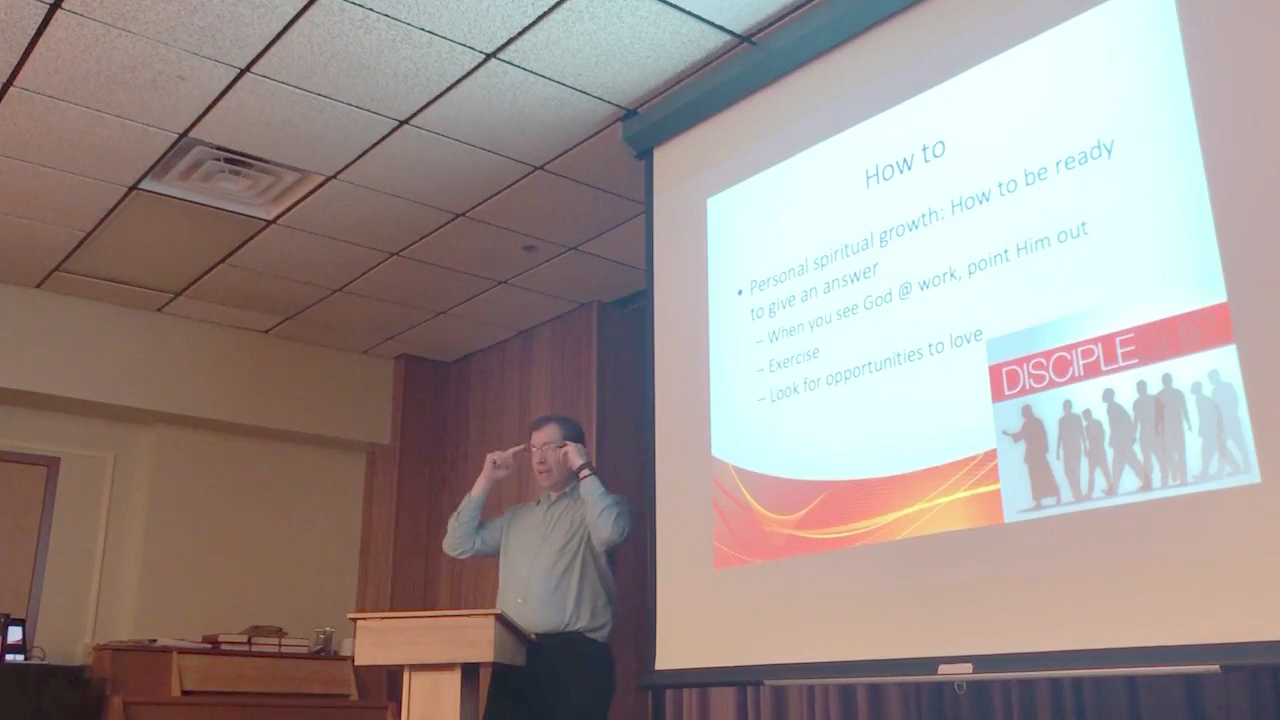 How to
• Personal spiritual growth: How to be ready
to give an answer
– When you see God @ work, point Him out
– Exercise
– Look for opportunities to love
DISCIPLE